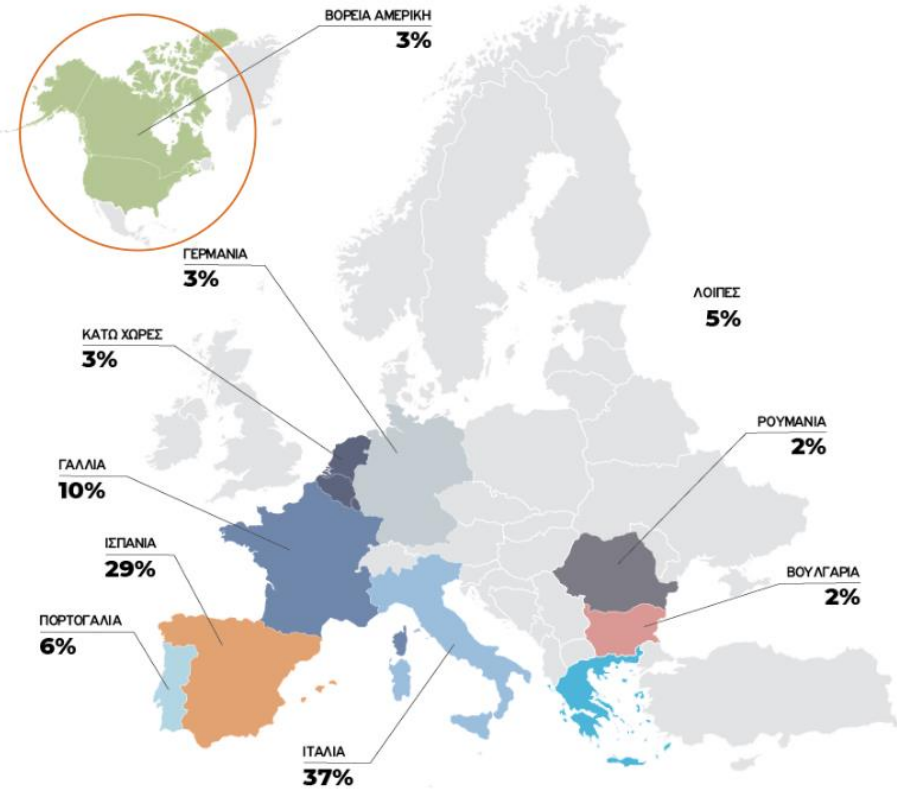 ΒΟΡΕΙΑ ΑΜΕΡΙΚΗ
3%
ΓΕΡΜΑΝΙΑ
3%
ΛΟΙΠΕΣ
5%
ΚΑΤΩ ΧΩΡΕΣ
3%
ΡΟΥΜΑΝΙΑ
2%
ΓΑΛΛΙΑ
10%
ΙΣΠΑΝΙΑ
29%
ΒΟΥΛΓΑΡΙΑ
2%
ΠΟΡΤΟΓΑΛΙΑ
6%
ΙΤΑΛΙΑ
37%